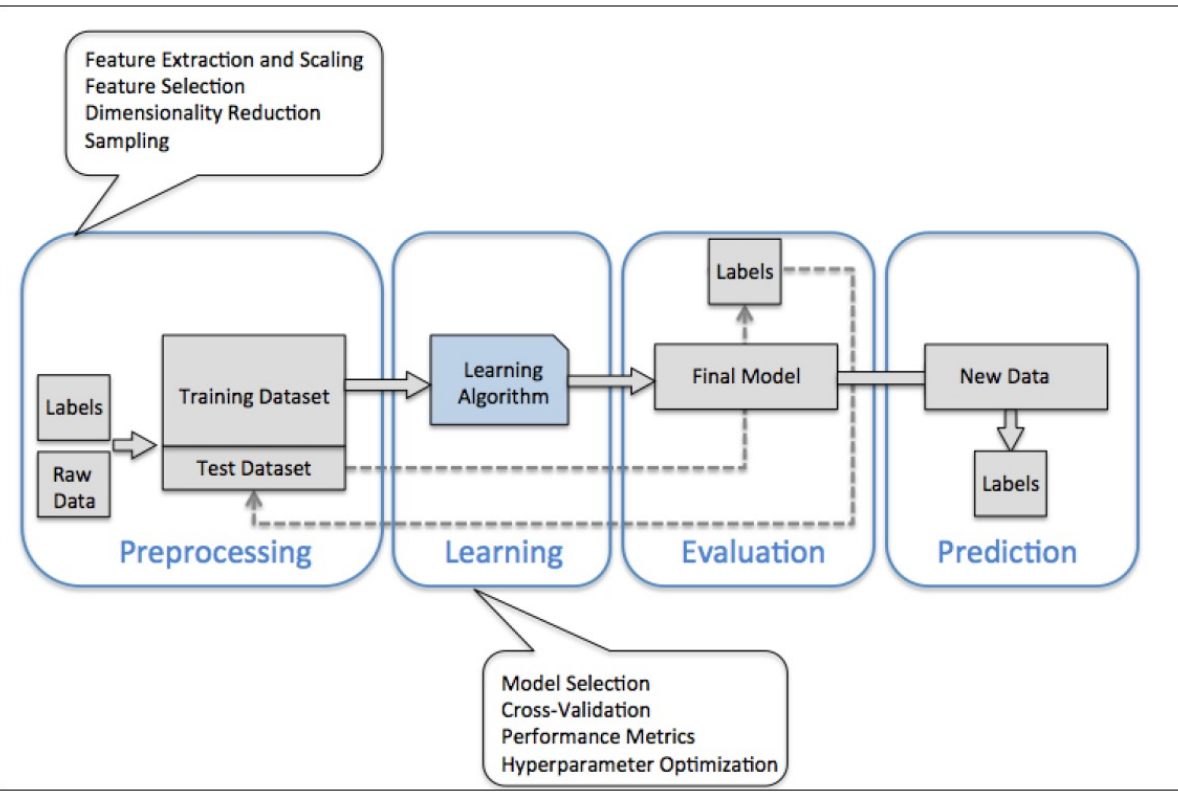 Feature Extraction and Scaling
Feature Selection
Dimensionality Reduction
Sampling
Labels
Raw
Data
Training Dataset
Test Dataset
Preprocessing
Learning
Algorithm
Learning
Labels
Final Model
Evaluation
New Data
Labels
Prediction
Model Selection
Cross-Validation
Performance Metrics
Hyperparameter Optimization